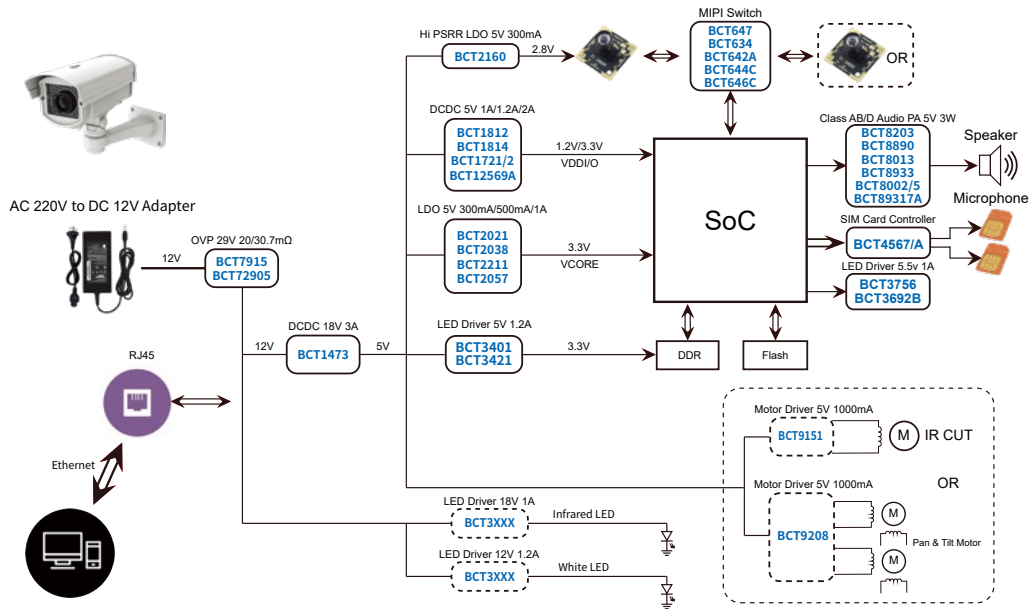 MIPI Switch
BCT647
BCT634
BCT642A
BCT644C
BCT646C
Hi PSRR LDO 5V 300mA
BCT2160
2.8V
OR
DCDC 5V 1A/1.2A/2A
BCT1812
BCT1814
BCT1721/2
BCT12569A
1.2V/3.3V
VDDI/O
Class AB/D Audio PA 5V 3W
BCT8203
BCT8890
BCT8013
BCT8933
BCT8002/5
BCT89317A
Speaker
Microphone
SoC
AC 220V to DC 12V Adapter
12V
OVP 29V 20/30.7mΩ
BCT7915
BCT72905
LDO 5V 300mA/500mA/1A
BCT2021
BCT2038
BCT2211
BCT2057
3.3V
VCORE
SIM Card Controller
BCT4567/A
LED Driver 5.5v 1A
BCT3756
BCT3692B
12V
DCDC 18V 3A
BCT1473
5V
LED Driver 5V 1.2A
BCT3401
BCT3421
3.3V
DDR
Flash
RJ45
Ethernet
Motor Driver 5V 1000mA
BCT9151
M
IR CUT
OR
Motor Driver 5V 1000mA
BCT9208
M
Pan & Tilt Motor
M
LED Driver 18V 1A
BCT3XXX
Infrared LED
LED Driver 12V 1.2A
BCT3XXX
White LED